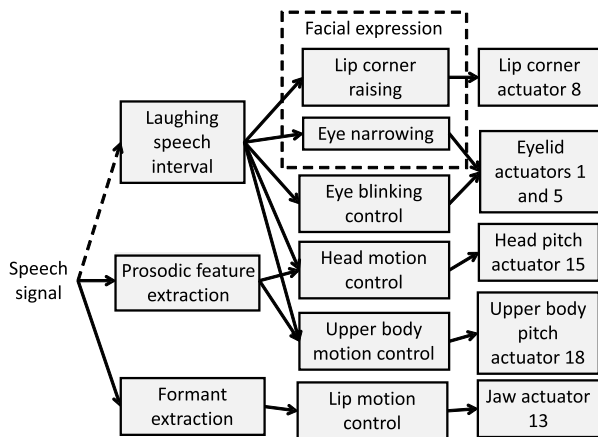 Facial expression
Lip corner
raising
Lip corner
actuator 8
Laughing
speech
interval
Eye narrowing
Eyelid
actuators 1
and 5
Eye blinking
control
Speech
signal
Prosodic feature
extraction
Head motion
control
Head pitch
actuator 15
Upper body
motion control
Upper body
pitch
actuator 18
Formant
extraction
Lip motion
control
Jaw actuator
13